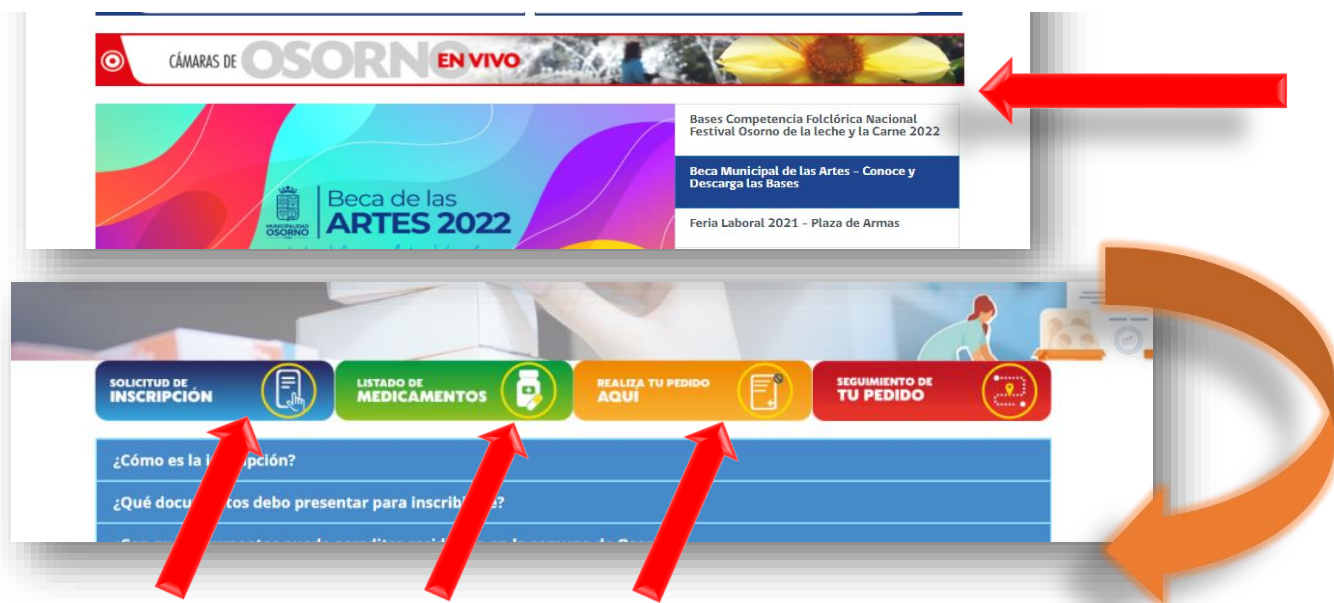 CÁMARAS DE OSORNO EN VIVO
Bases Competencia Folclórica Nacional
Festival Osorno de la leche y la Carne 2022
Beca Municipal de las Artes – Conoce y
Descarga las Bases
Feria Laboral 2021 – Plaza de Armas
MUNICIPALIDAD
OSORNO
Beca de las
ARTES 2022
SOLICITUD DE
INSCRIPCIÓN
LISTADO DE
MEDICAMENTOS
REALIZA TU PEDIDO
AQUÍ
SEGUIMIENTO DE
TU PEDIDO
¿Cómo es la inscripción?
¿Qué documentos debo presentar para inscribirme?